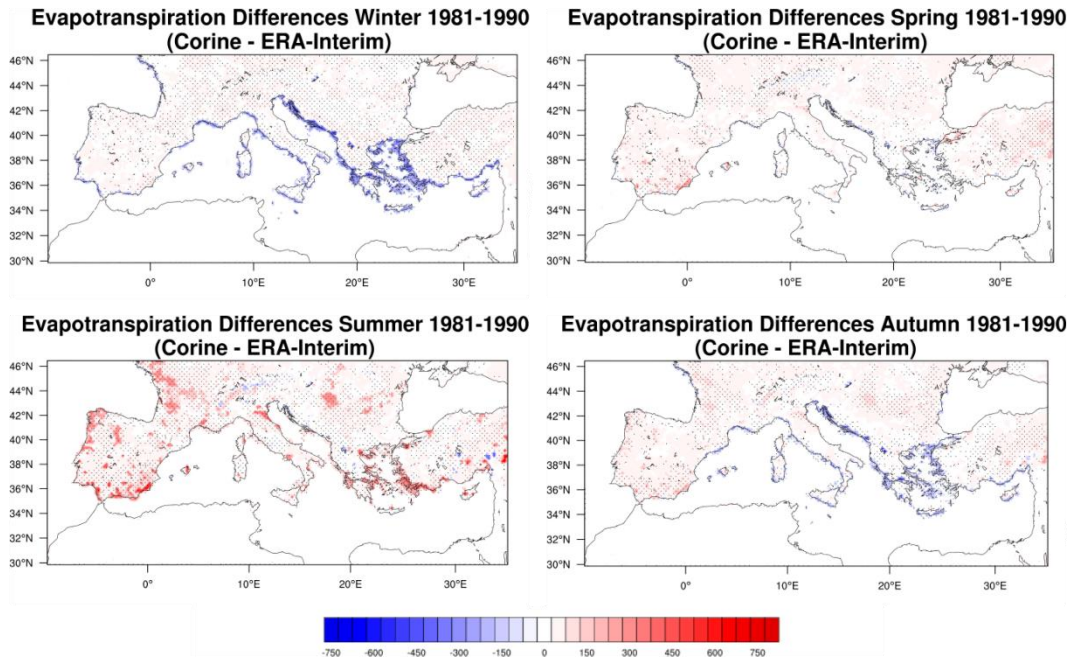 Evapotranspiration Differences Winter 1981-1990
(Corine - ERA-Interim)
46°N
44°N
42°N
40°N
38°N
36°N
34°N
32°N
30°N
0°
10°E
20°E
30°E
Evapotranspiration Differences Spring 1981-1990
(Corine - ERA-Interim)
46°N
44°N
42°N
40°N
38°N
36°N
34°N
32°N
30°N
0°
10°E
20°E
30°E
Evapotranspiration Differences Summer 1981-1990
(Corine - ERA-Interim)
46°N
44°N
42°N
40°N
38°N
36°N
34°N
32°N
30°N
0°
10°E
20°E
30°E
Evapotranspiration Differences Autumn 1981-1990
(Corine - ERA-Interim)
46°N
44°N
42°N
40°N
38°N
36°N
34°N
32°N
30°N
0°
10°E
20°E
30°E
-750 -600 -450 -300 -150 0 150 300 450 600 750